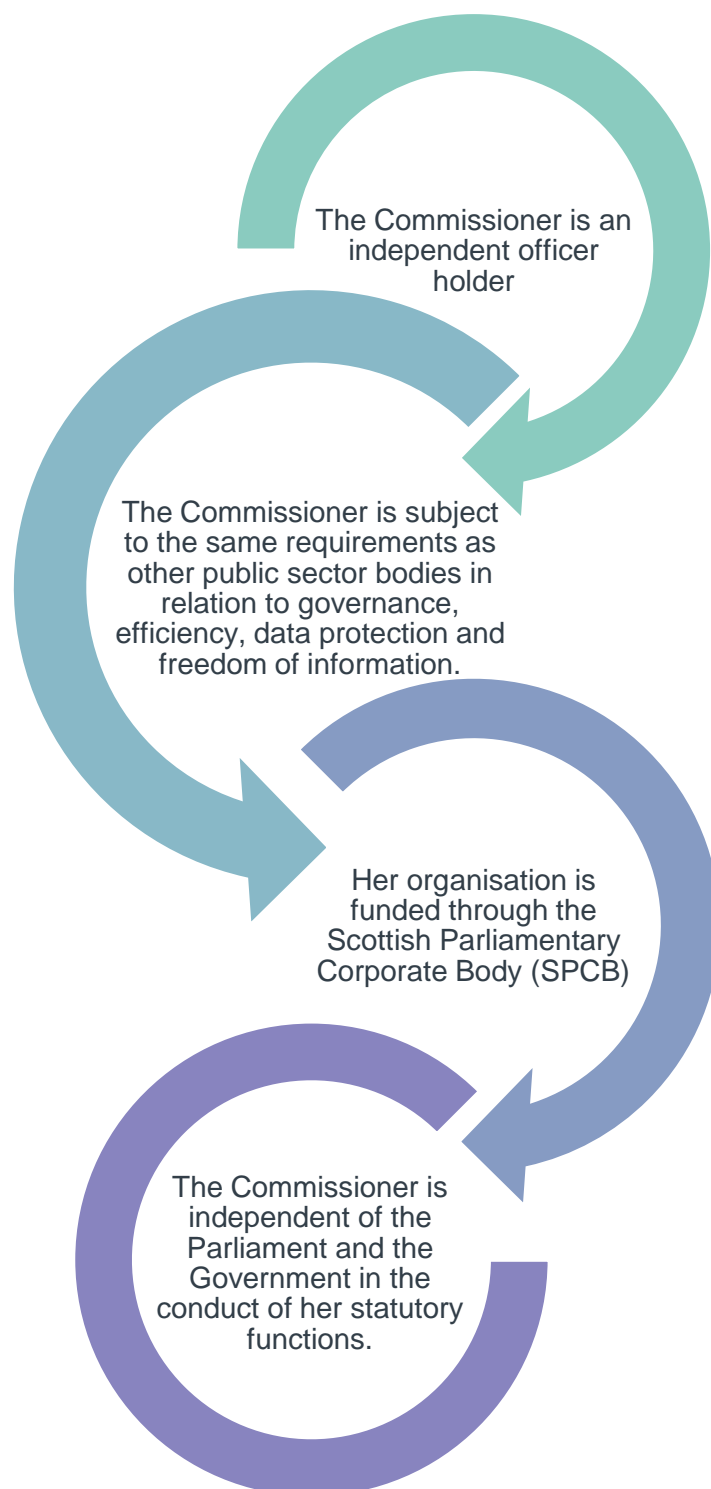 The Commissioner is an
independent officer
holder
The Commissioner is subject
to the same requirements as
other public sector bodies in
relation to governance,
efficiency, data protection and
freedom of information.
Her organisation is
funded through the
Scottish Parliamentary
Corporate Body (SPCB)
The Commissioner is
independent of the
Parliament and the
Government in the
conduct of her statutory
functions.